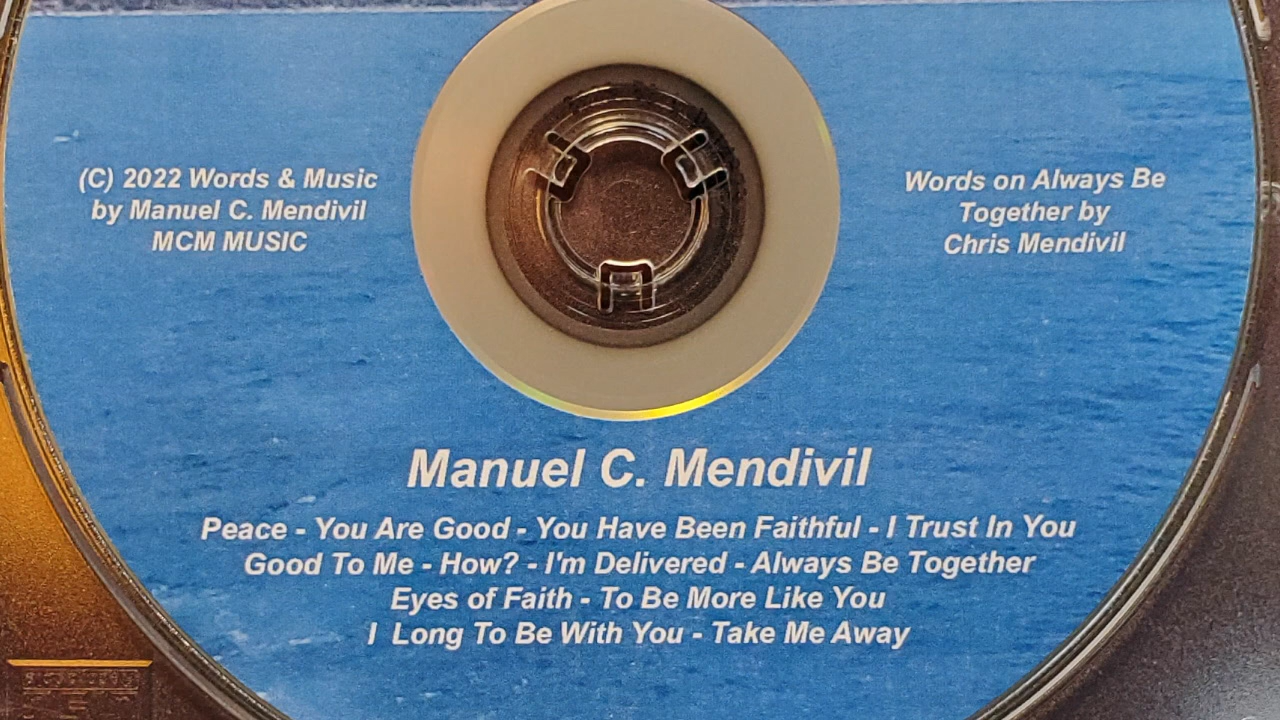 (C) 2022 Words & Music
by Manuel C. Mendivil
MCM MUSIC
Words on Always Be
Together by
Chris Mendivil
Manuel C. Mendivil
Peace - You Are Good - You Have Been Faithful - I Trust In You
Good To Me - How? - I'm Delivered - Always Be Together
Eyes of Faith - To Be More Like You
I Long To Be With You - Take Me Away